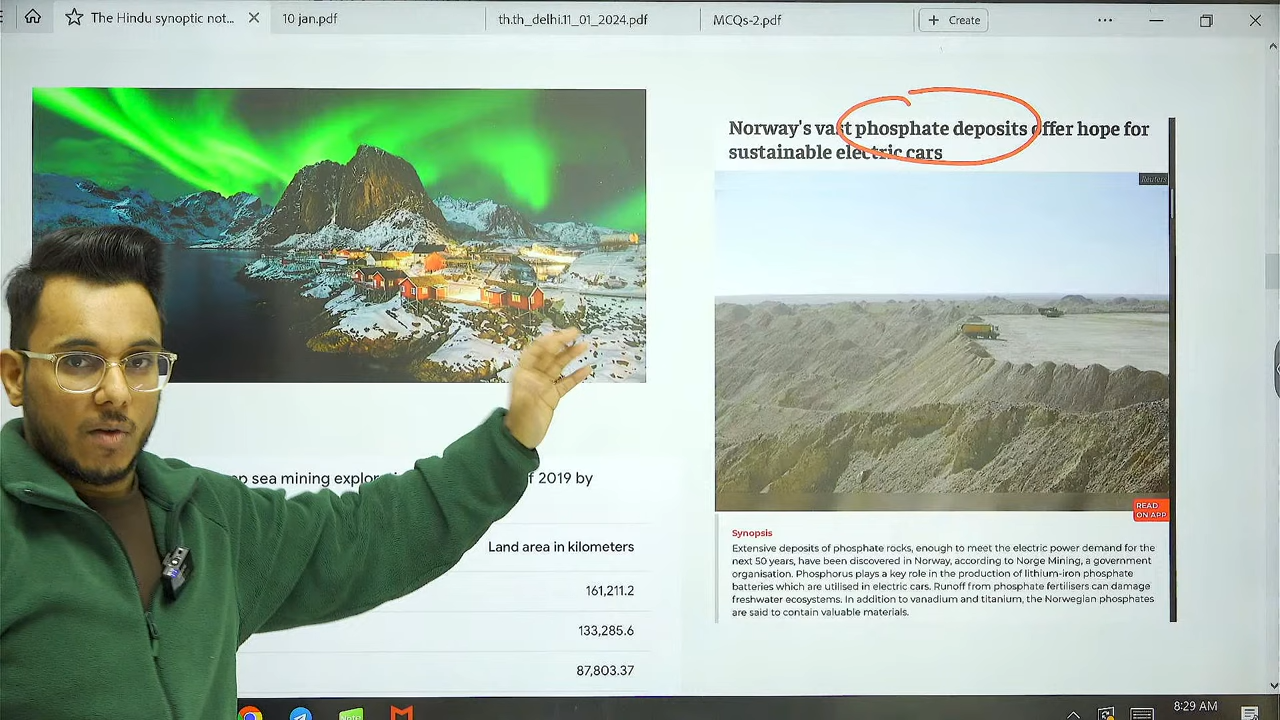 The Hindu synoptic not...
10 jan.pdf
th.th_delhi.11_01_2024.pdf
MCQs-2.pdf
+ Create
Norway's vast phosphate deposits offer hope for
sustainable electric cars
Reuters
sea mining
2019 by
Land area in kilometers
161,211.2
133,285.6
87,803.37
READ
ON APP
Synopsis
Extensive deposits of phosphate rocks, enough to meet the electric power demand for the
next 50 years, have been discovered in Norway, according to Norge Mining, a government
organisation. Phosphorus plays a key role in the production of lithium-iron phosphate
batteries which are utilised in electric cars. Runoff from phosphate fertilisers can damage
freshwater ecosystems. In addition to vanadium and titanium, the Norwegian phosphates
are said to contain valuable materials.
8:29 AM